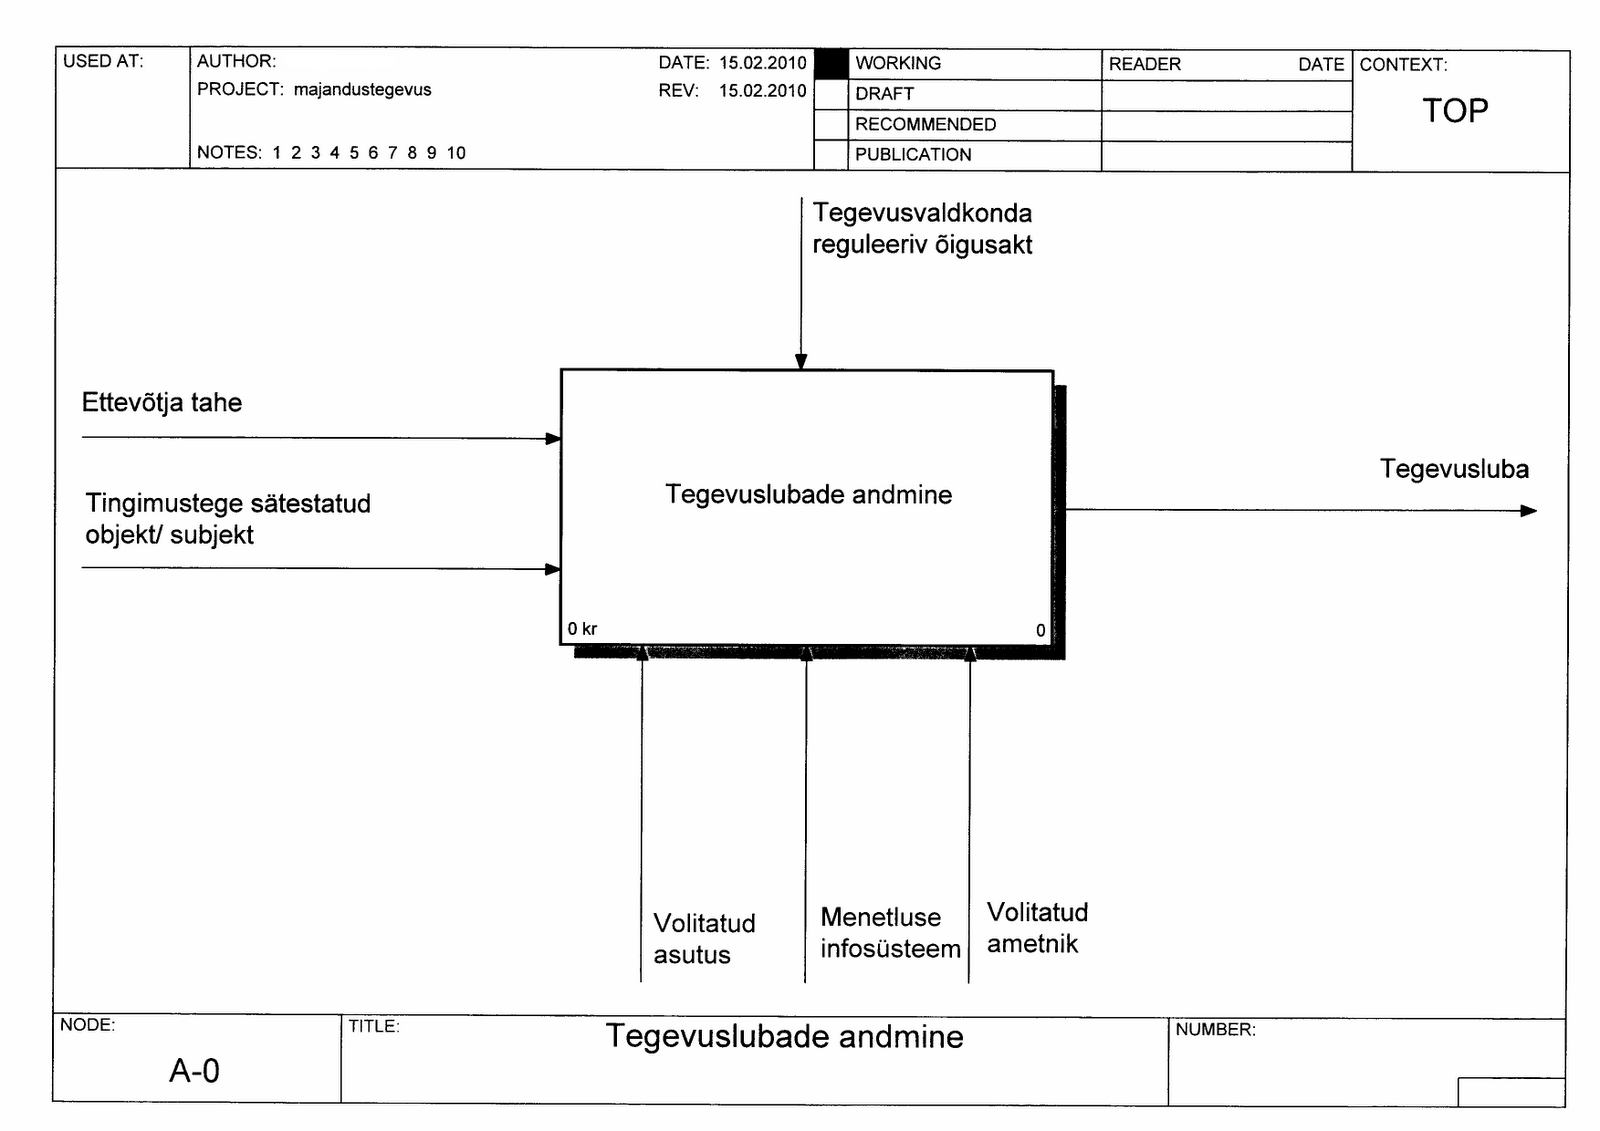 USED AT:
AUTHOR:
DATE: 15.02.2010
PROJECT: majandustegevus
REV: 15.02.2010
NOTES: 1 2 3 4 5 6 7 8 9 10
WORKING
DRAFT
RECOMMENDED
PUBLICATION
READER DATE
CONTEXT:
TOP
Tegevusvaldkonda
reguleeriv õigusakt
Ettevõtja tahe
Tingimustege sätestatud
objekt/ subjekt
Tegevuslubade andmine
0 kr
0
Tegevusluba
Volitatud
asutus
Menetluse
infosüsteem
Volitatud
ametnik
NODE:
A-0
TITLE:
Tegevuslubade andmine
NUMBER: